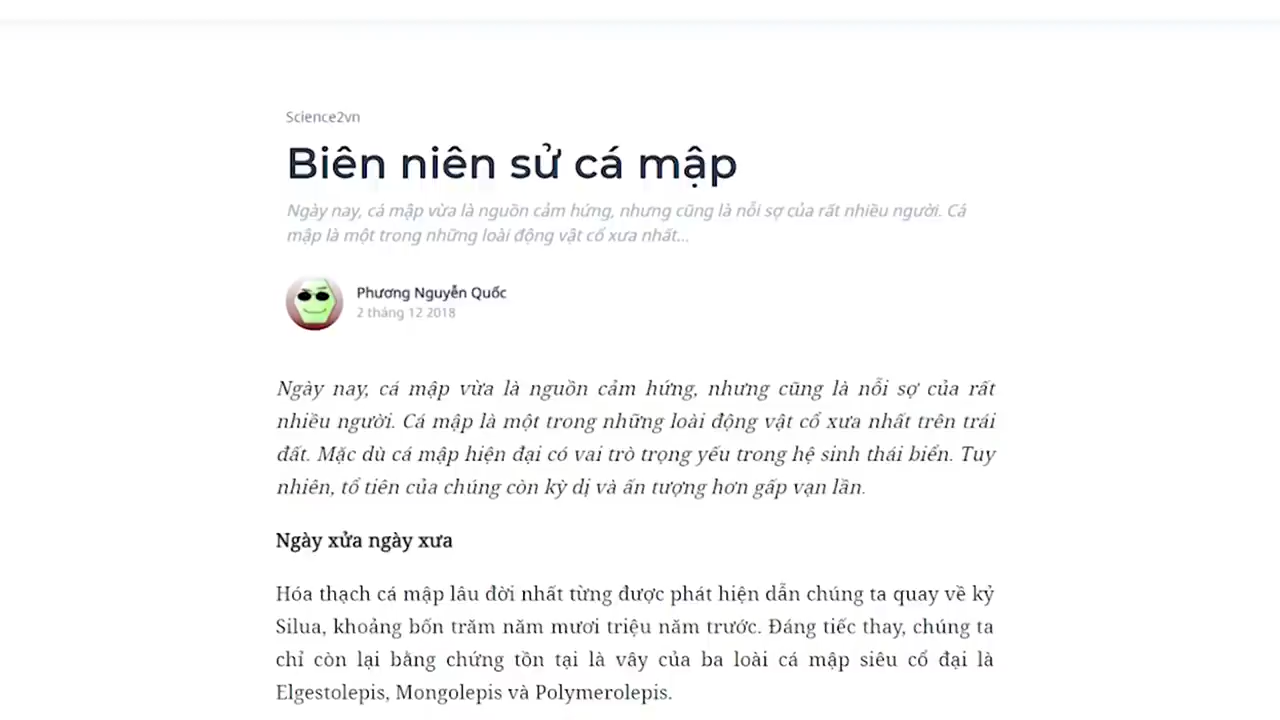 Science2vn
Biên niên sử cá mập
Ngày nay, cá mập vừa là nguồn cảm hứng, nhưng cũng là nỗi sợ của rất nhiều người. Cá
mập là một trong những loài động vật cổ xưa nhất...
Phương Nguyễn Quốc
2 tháng 12 2018
Ngày nay, cá mập vừa là nguồn cảm hứng, nhưng cũng là nỗi sợ của rất
nhiều người. Cá mập là một trong những loài động vật cổ xưa nhất trên trái
đất. Mặc dù cá mập hiện đại có vai trò trọng yếu trong hệ sinh thái biển. Tuy
nhiên, tổ tiên của chúng còn kỳ dị và ấn tượng hơn gấp vạn lần.
Ngày xửa ngày xưa
Hóa thạch cá mập lâu đời nhất từng được phát hiện dẫn chúng ta quay về kỷ
Silua, khoảng bốn trăm năm mươi triệu năm trước. Đáng tiếc thay, chúng ta
chỉ còn lại bằng chứng tồn tại là vây của ba loài cá mập siêu cổ đại là
Elgestolepis, Mongolepis và Polymerolepis.